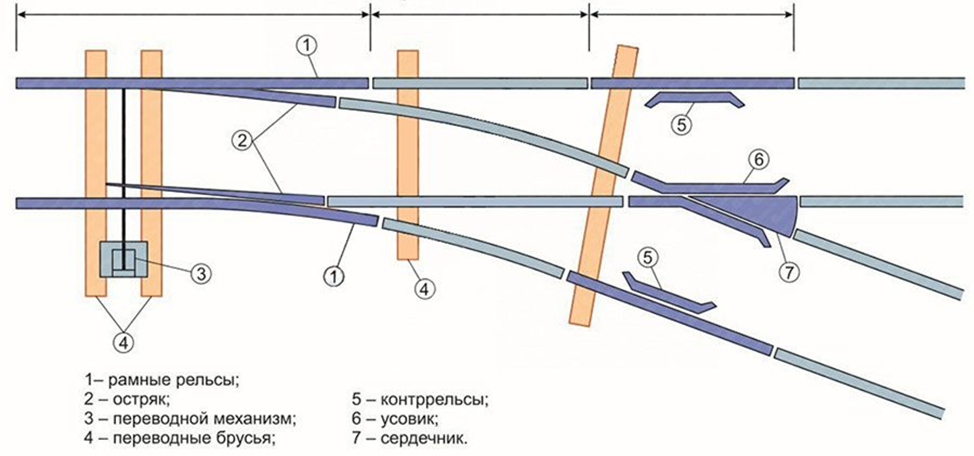 1
2
3
1
4
4
5
6
7
5
1– рамные рельсы;
2 – остряк;
3 – переводной механизм;
4 – переводные брусья;
5 – контррельсы;
6 – усовик;
7 – сердечник.